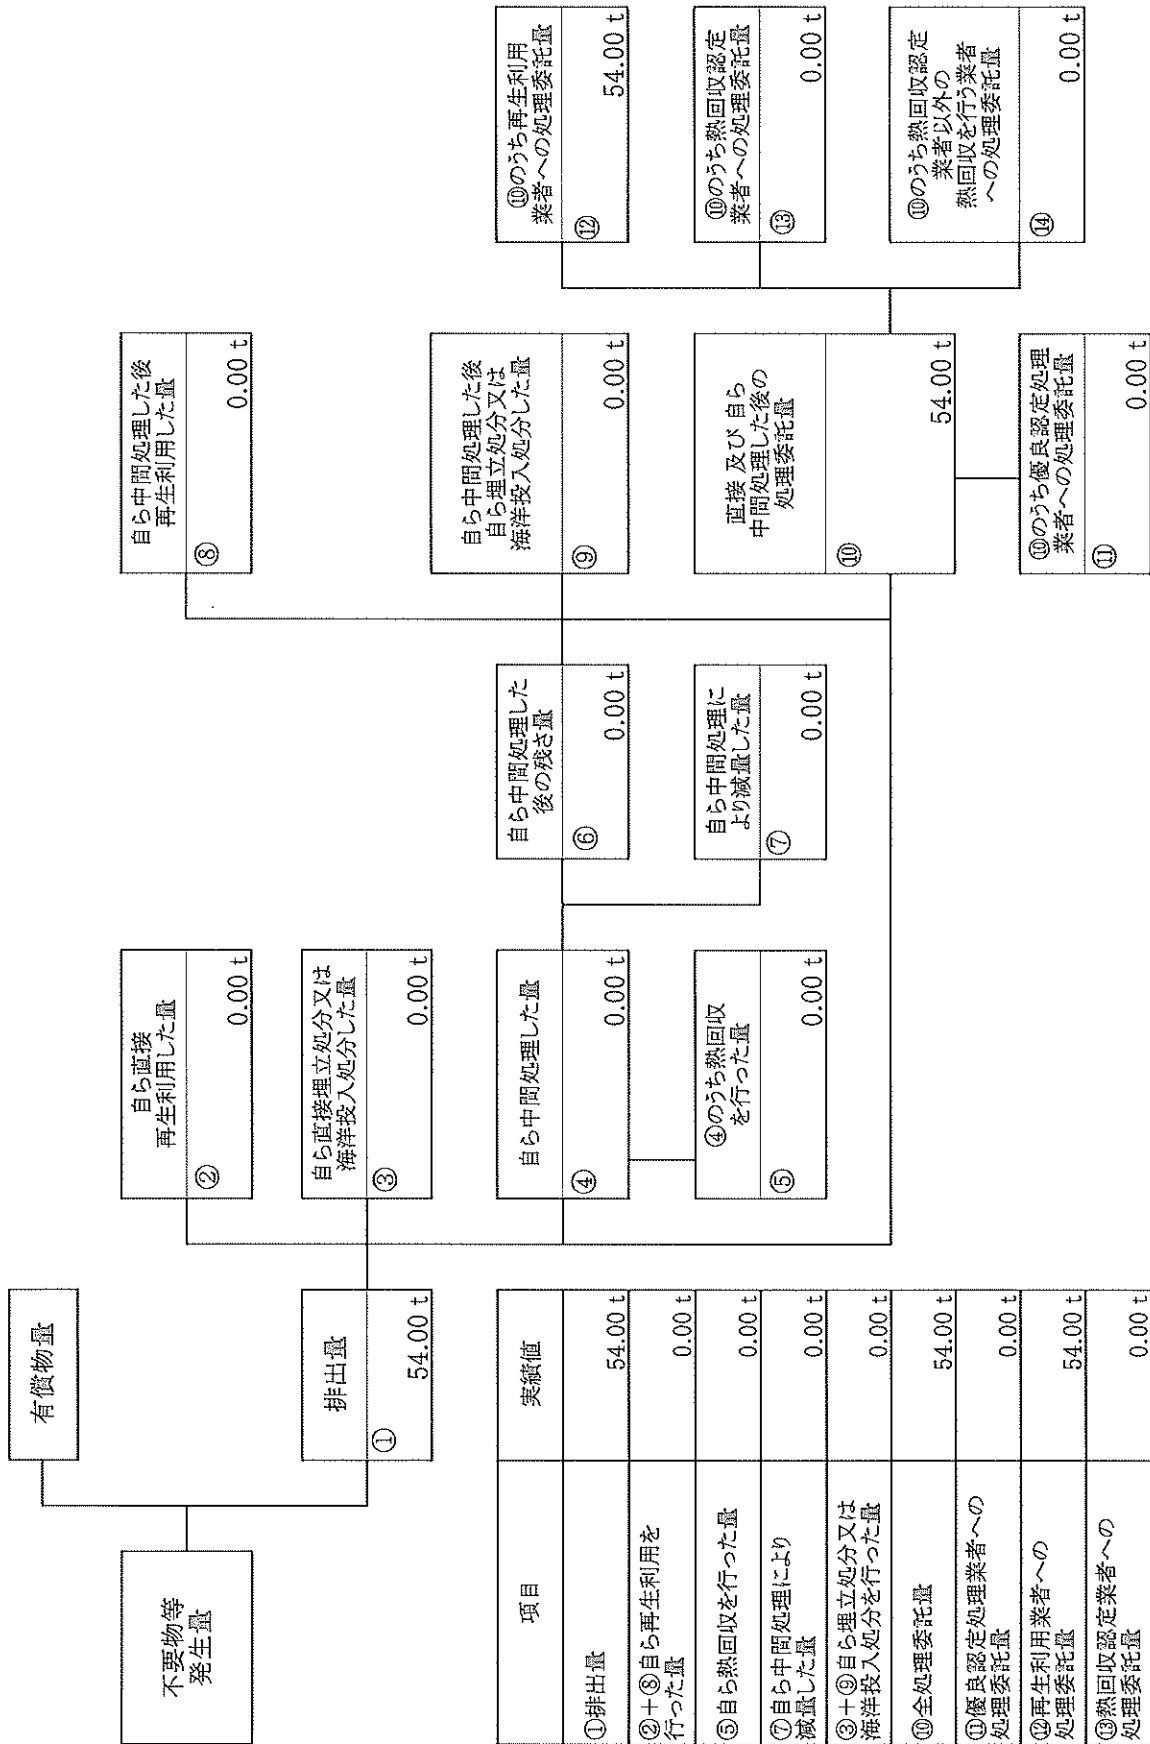 不要物等
発生量
有償物量
排出量
①
54.00 t
自ら直接
再生利用した量
②
0.00 t
自ら直接埋立処分又は
海洋投入処分した量
③
0.00 t
自ら中間処理した量
④
0.00 t
④のうち熱回収
を行った量
⑤
0.00 t
自ら中間処理した
後の残さ量
⑥
0.00 t
自ら中間処理に
より減量した量
⑦
0.00 t
自ら中間処理した後
再生利用した量
⑧
0.00 t
自ら中間処理した後
自ら埋立処分又は
海洋投入処分した量
⑨
0.00 t
直接 及び 自ら
中間処理した後の
処理委託量
⑩
54.00 t
⑩のうち優良認定処理
業者への処理委託量
⑪
0.00 t
⑩のうち再生利用
業者への処理委託量
⑫
54.00 t
⑩のうち熱回収認定
業者への処理委託量
⑬
0.00 t
⑩のうち熱回収認定
業者以外の
熱回収を行う業者
への処理委託量
⑭
0.00 t
項目
実績値
①排出量
54.00 t
②+⑧自ら再生利用を
行った量
0.00 t
⑤自ら熱回収を行った量
0.00 t
⑦自ら中間処理により
減量した量
0.00 t
③+⑨自ら埋立処分又は
海洋投入処分を行った量
0.00 t
⑩全処理委託量
54.00 t
⑪優良認定処理業者への
処理委託量
0.00 t
⑫再生利用業者への
処理委託量
54.00 t
⑬熱回収認定業者への
処理委託量
0.00 t